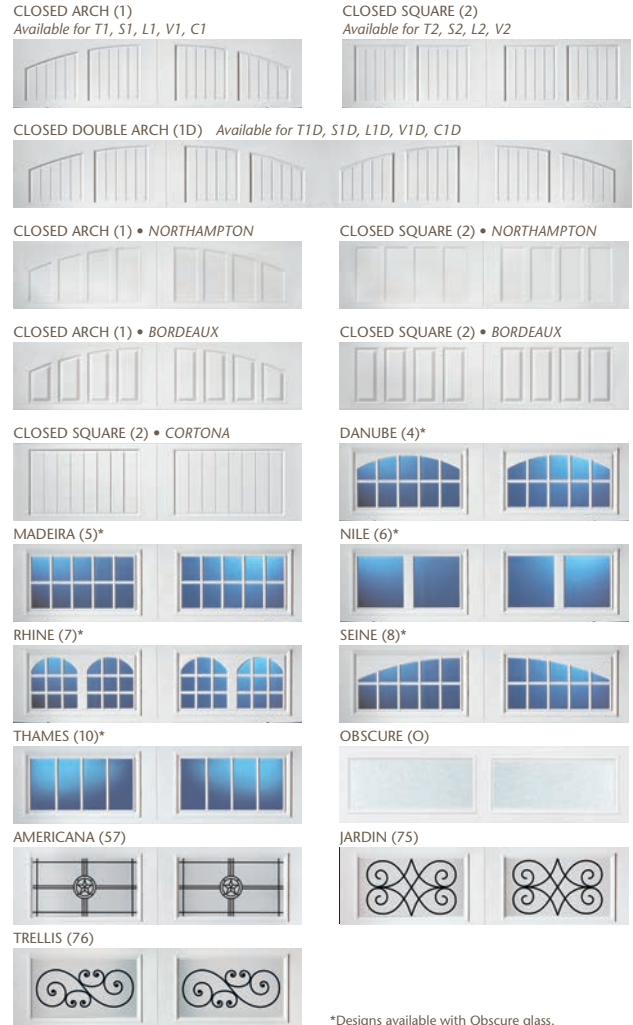 CLOSED ARCH (1)
Available for T1, S1, L1, V1, C1
CLOSED SQUARE (2)
Available for T2, S2, L2, V2
CLOSED DOUBLE ARCH (1D) Available for T1D, S1D, L1D, V1D, C1D
CLOSED ARCH (1) • NORTHAMPTON
CLOSED SQUARE (2) • NORTHAMPTON
CLOSED ARCH (1) • BORDEAUX
CLOSED SQUARE (2) • BORDEAUX
CLOSED SQUARE (2) • CORTONA
DANUBE (4)*
MADEIRA (5)*
NILE (6)*
RHINE (7)*
SEINE (8)*
THAMES (10)*
OBSCURE (O)
AMERICANA (57)
JARDIN (75)
TRELLIS (76)
*Designs available with Obscure glass.